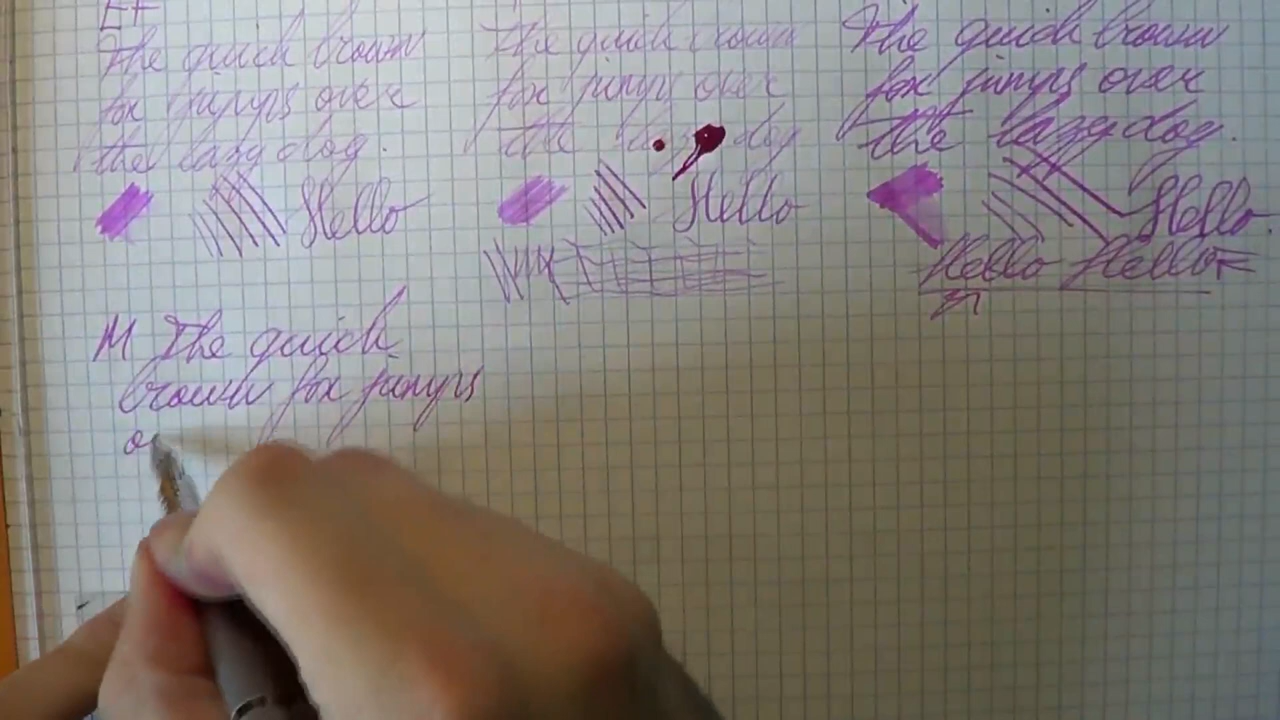 EF
The quick brown
fox jumps over
the lazy dog.
Hello
The quick brown
fox jumps over
the lazy dog
Hello
The quick brown
fox jumps over
the lazy dog.
Hello.
Hello Hello
M The quick
brown fox jumps
o